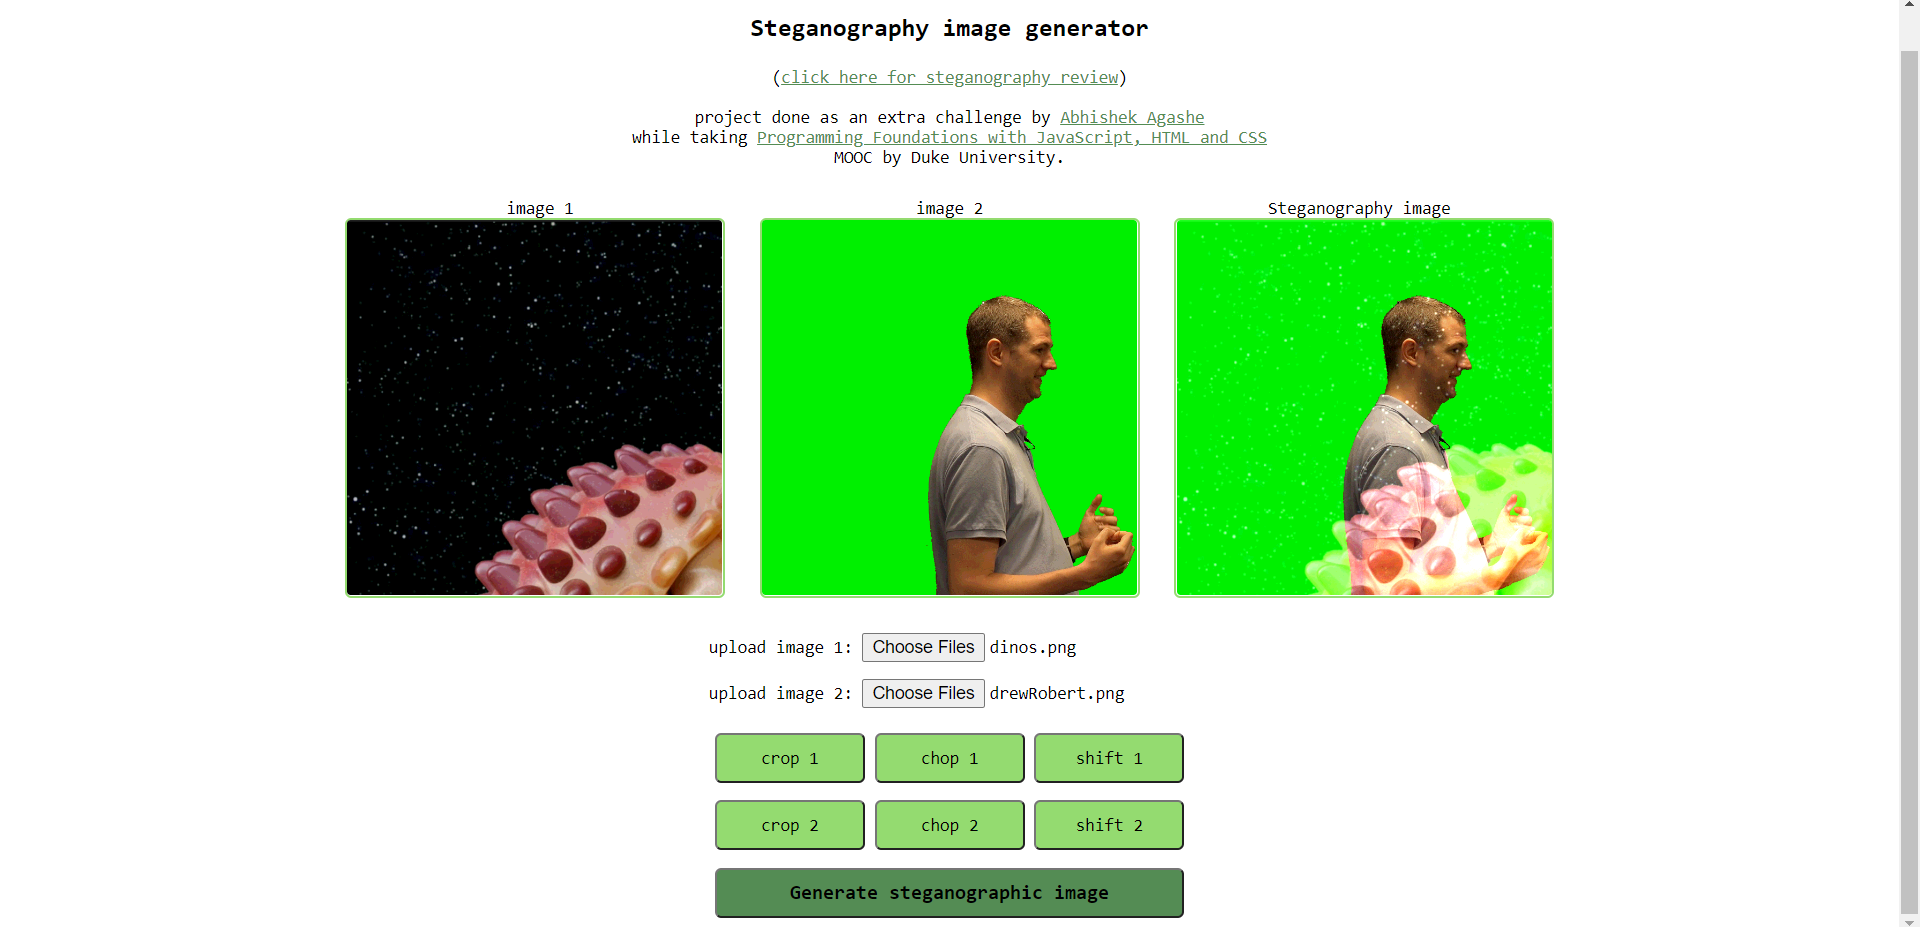 Steganography image generator
(click here for steganography review)
project done as an extra challenge by Abhishek Agashe
while taking Programming Foundations with JavaScript, HTML and CSS
MOOC by Duke University.
image 1
image 2
Steganography image
upload image 1: Choose Files dinos.png
upload image 2: Choose Files drewRobert.png
crop 1 chop 1 shift 1
crop 2 chop 2 shift 2
Generate steganographic image